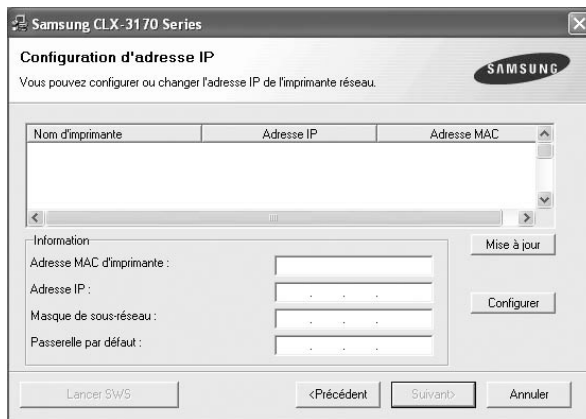 Samsung CLX-3170 Series
Configuration d'adresse IP
Vous pouvez configurer ou changer l'adresse IP de l'imprimante réseau.
SAMSUNG
Nom d'imprimante Adresse IP Adresse MAC
Information
Mise à jour
Adresse MAC d'imprimante :
Adresse IP :
Configurer
Masque de sous-réseau :
Passerelle par défaut :
Lancer SWS <Précédent Suivant> Annuler